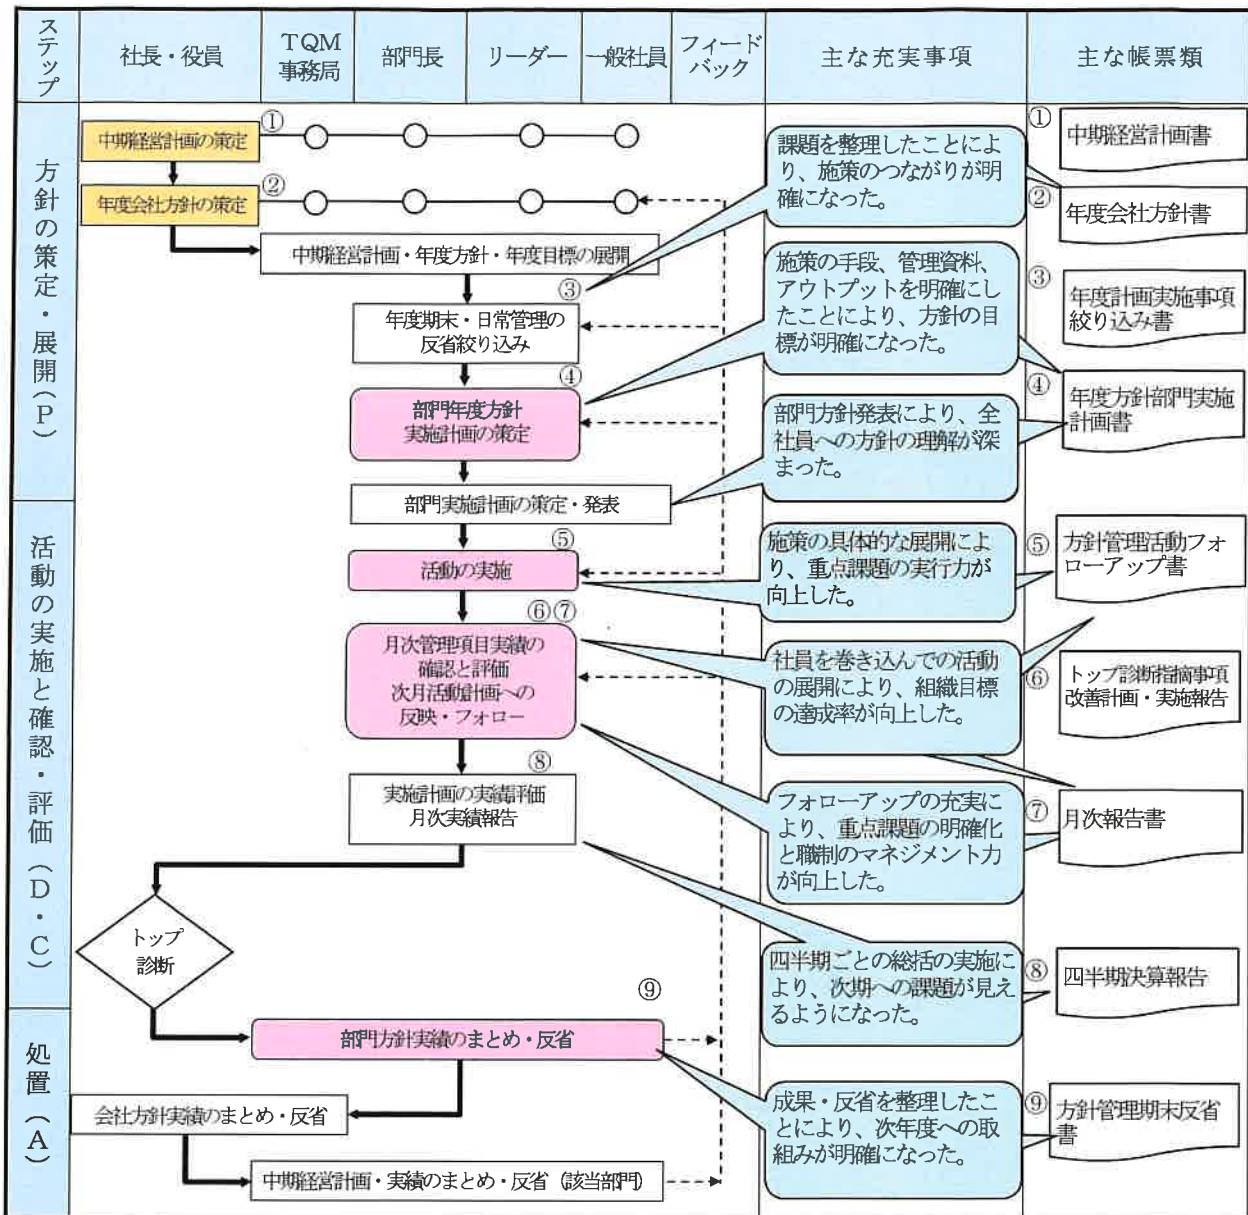 ステップ
社長・役員
TQM
事務局
部門長
リーダー
一般社員
フィード
バック
主な充実事項
主な帳票類
方針の策定・展開(P)
①
中期経営計画の策定
②
年度会社方針の策定
中期経営計画・年度方針・年度目標の展開
③
年度期末・日常管理の
反省絞り込み
④
部門年度方針
実施計画の策定
部門実施計画の策定・発表
課題を整理したことによ
り、施策のつながりが明
確になった。
施策の手段、管理資料、
アウトプットを明確にし
たことにより、方針の目
標が明確になった。
部門方針発表により、全
社員への方針の理解が深
まった。
①
中期経営計画書
②
年度会社方針書
③
年度計画実施事項
絞り込み書
④
年度方針部門実施
計画書
活動の実施と確認・評価(D・C)
⑤
活動の実施
⑥⑦
月次管理項目実績の
確認と評価
次月活動計画への
反映・フォロー
⑧
実施計画の実績評価
月次実績報告
トップ
診断
施策の具体的な展開によ
り、重点課題の実行力が
向上した。
社員を巻き込んでの活動
の展開により、組織目標
の達成率が向上した。
フォローアップの充実に
より、重点課題の明確化
と職制のマネジメント力
が向上した。
四半期ごとの総括の実施に
より、次期への課題が見え
るようになった。
⑤
方針管理活動フォ
ローアップ書
⑥
トップ診断指摘事項
改善計画・実施報告
⑦
月次報告書
⑧
四半期決算報告
処置(A)
⑨
部門方針実績のまとめ・反省
会社方針実績のまとめ・反省
中期経営計画・実績のまとめ・反省(該当部門)
成果・反省を整理したこ
とにより、次年度への取
組みが明確になった。
⑨
方針管理期末反省
書